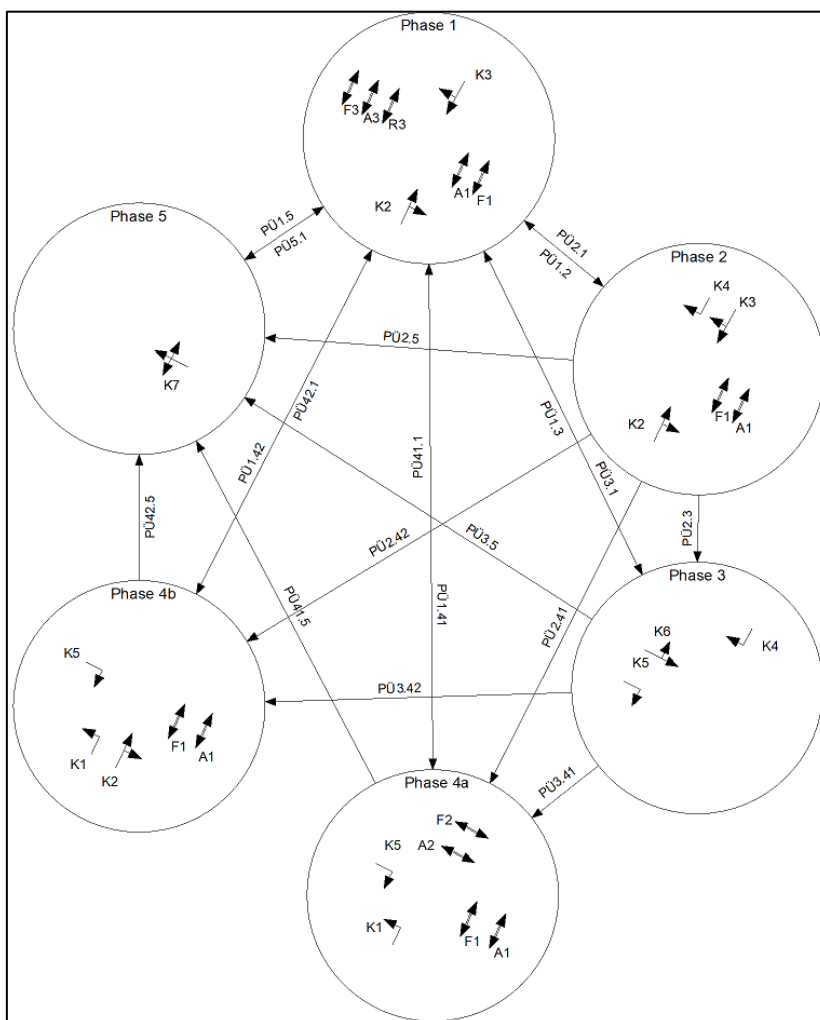 Phase 1
F3
A3
R3
K3
A1
F1
K2
Phase 5
K7
PÜ1.5
PÜ5.1
PÜ2.1
PÜ1.2
Phase 2
K4
K3
F1
A1
K2
PÜ2.5
PÜ42.1
PÜ1.42
PÜ41.1
PÜ1.41
PÜ1.3
PÜ3.1
PÜ2.42
PÜ3.5
PÜ2.41
PÜ2.3
PÜ42.5
PÜ41.5
Phase 4b
K5
K1
K2
F1
A1
PÜ3.42
Phase 3
K6
K5
K4
PÜ3.41
Phase 4a
F2
A2
K5
K1
F1
A1